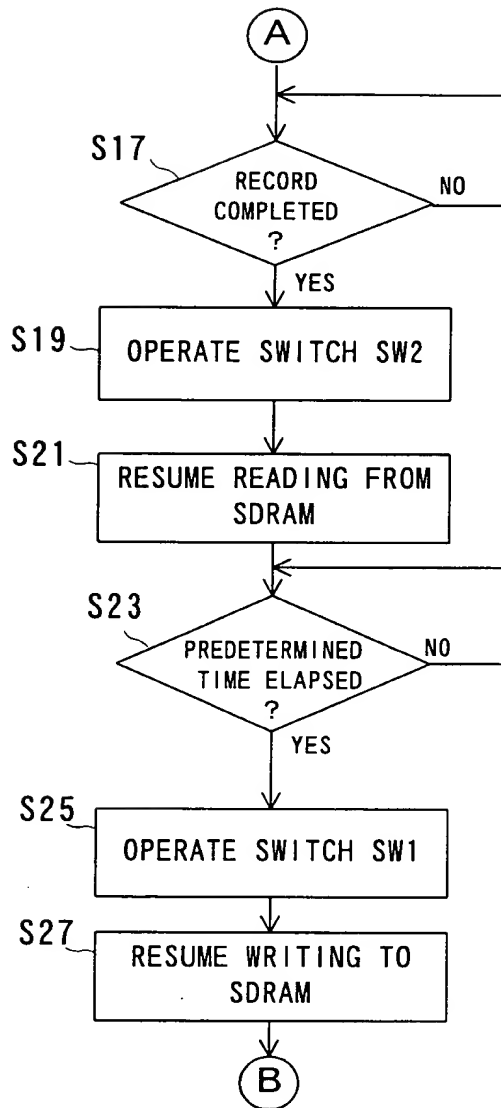 A
S17
RECORD
COMPLETED
?
NO
YES
S19
OPERATE SWITCH SW2
S21
RESUME READING FROM
SDRAM
S23
PREDETERMINED
TIME ELAPSED
?
NO
YES
S25
OPERATE SWITCH SW1
S27
RESUME WRITING TO
SDRAM
B